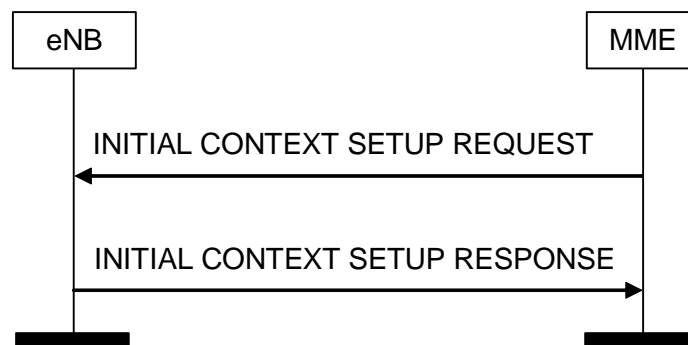 eNB
MME
INITIAL CONTEXT SETUP REQUEST
INITIAL CONTEXT SETUP RESPONSE